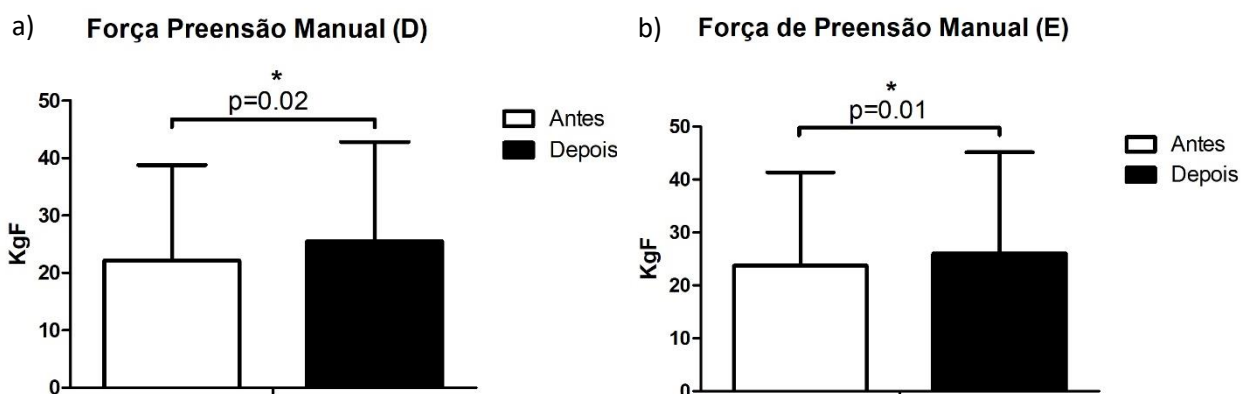 a)
Força Preensão Manual (D)
*
p=0.02
50
40
30
20
10
0
KgF
Antes
Depois
b)
Força de Preensão Manual (E)
*
p=0.01
50
40
30
20
10
0
KgF
Antes
Depois